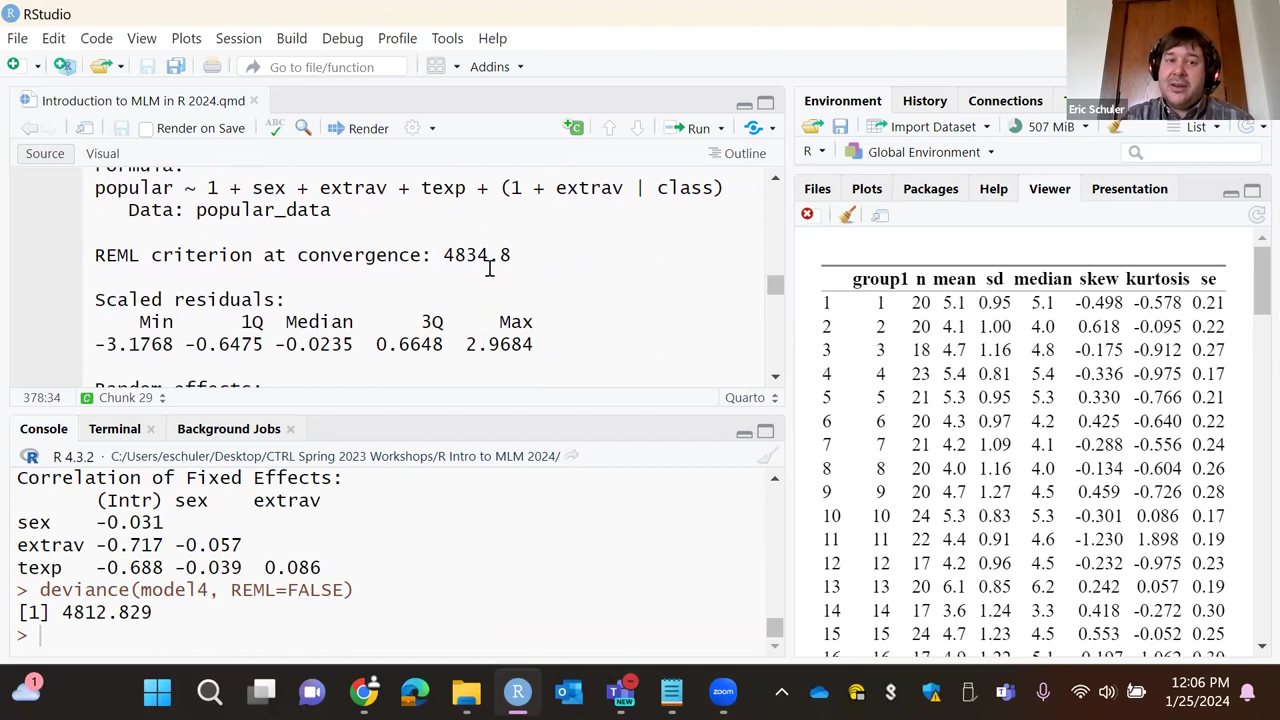 RStudio
File Edit Code View Plots Session Build Debug Profile Tools Help
Go to file/function
Addins
Eric Schuler
Introduction to MLM in R 2024.qmd
Render on Save
Render
Run
Source Visual
Outline
Formula:
popular ~ 1 + sex + extrav + texp + (1 + extrav | class)
Data: popular_data
REML criterion at convergence: 4834.8
Scaled residuals:
Min 1Q Median 3Q Max
-3.1768 -0.6475 -0.0235 0.6648 2.9684
Random effects:
378:34 Chunk 29 Quarto
Console Terminal Background Jobs
R 4.3.2 · C:/Users/eschuler/Desktop/CTRL Spring 2023 Workshops/R Intro to MLM 2024/
Correlation of Fixed Effects:
(Intr) sex extrav
sex -0.031
extrav -0.717 -0.057
texp -0.688 -0.039 0.086
> deviance(model4, REML=FALSE)
[1] 4812.829
>
Environment History Connections
Import Dataset 507 MiB List
R Global Environment
Files Plots Packages Help Viewer Presentation
group1 n mean sd median skew kurtosis se
1 1 20 5.1 0.95 5.1 -0.498 -0.578 0.21
2 2 20 4.1 1.00 4.0 0.618 -0.095 0.22
3 3 18 4.7 1.16 4.8 -0.175 -0.912 0.27
4 4 23 5.4 0.81 5.4 -0.336 -0.975 0.17
5 5 21 5.3 0.95 5.3 0.330 -0.766 0.21
6 6 20 4.3 0.97 4.2 0.425 -0.640 0.22
7 7 21 4.2 1.09 4.1 -0.288 -0.556 0.24
8 8 20 4.0 1.16 4.0 -0.134 -0.604 0.26
9 9 20 4.7 1.27 4.5 0.459 -0.726 0.28
10 10 24 5.3 0.83 5.3 -0.301 0.086 0.17
11 11 22 4.4 0.91 4.6 -1.230 1.898 0.19
12 12 17 4.2 0.96 4.5 -0.232 -0.975 0.23
13 13 20 6.1 0.85 6.2 0.242 0.057 0.19
14 14 17 3.6 1.24 3.3 0.418 -0.272 0.30
15 15 24 4.7 1.23 4.5 0.553 -0.052 0.25
1
NEW
zoom
12:06 PM
1/25/2024